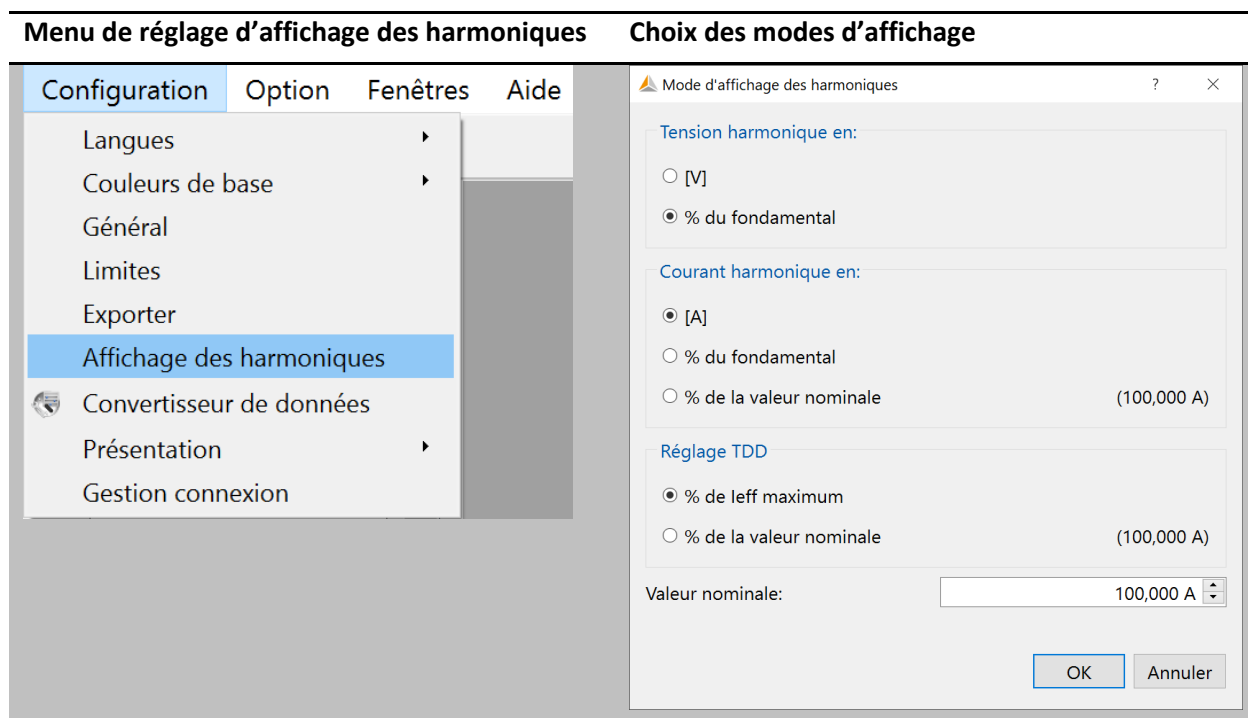 Menu de réglage d’affichage des harmoniques
Choix des modes d’affichage
Configuration Option Fenêtres Aide
Langues
Couleurs de base
Général
Limites
Exporter
Affichage des harmoniques
Convertisseur de données
Présentation
Gestion connexion
Mode d'affichage des harmoniques ? ×
Tension harmonique en:
[V]
% du fondamental
Courant harmonique en:
[A]
% du fondamental
% de la valeur nominale (100,000 A)
Réglage TDD
% de Ieff maximum
% de la valeur nominale (100,000 A)
Valeur nominale: 100,000 A
OK Annuler